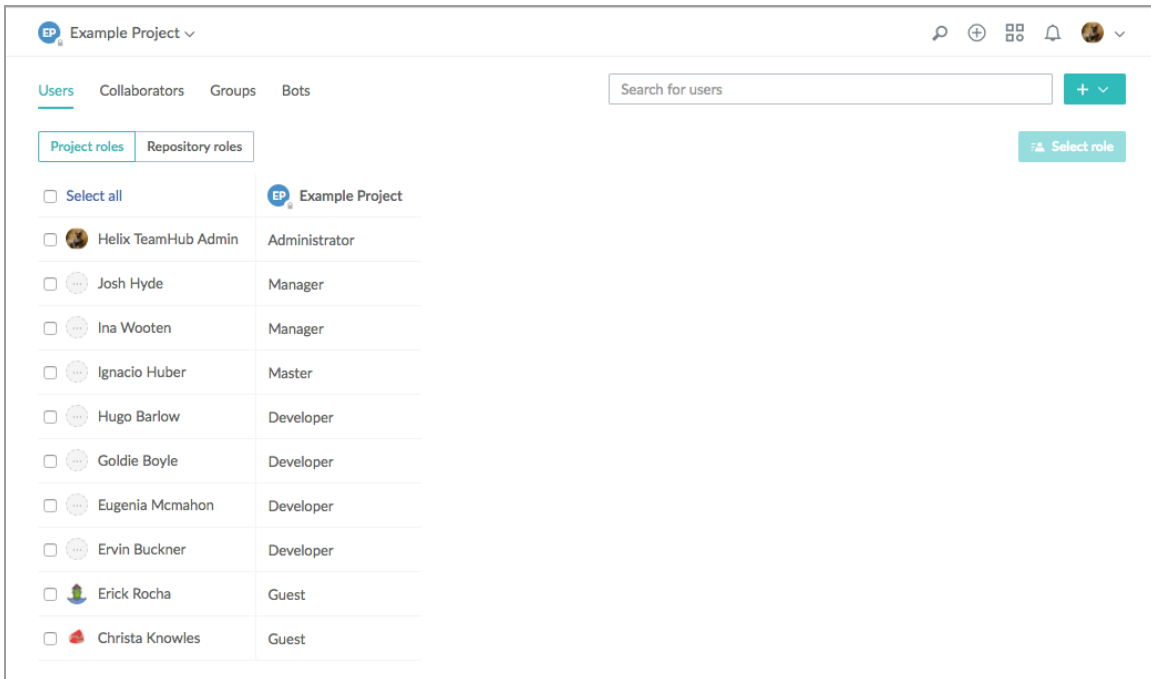 EP Example Project
Users Collaborators Groups Bots Search for users +
Project roles Repository roles Select role
Select all EP Example Project
Helix TeamHub Admin Administrator
Josh Hyde Manager
Ina Wooten Manager
Ignacio Huber Master
Hugo Barlow Developer
Goldie Boyle Developer
Eugenia Mcmahon Developer
Ervin Buckner Developer
Erick Rocha Guest
Christa Knowles Guest